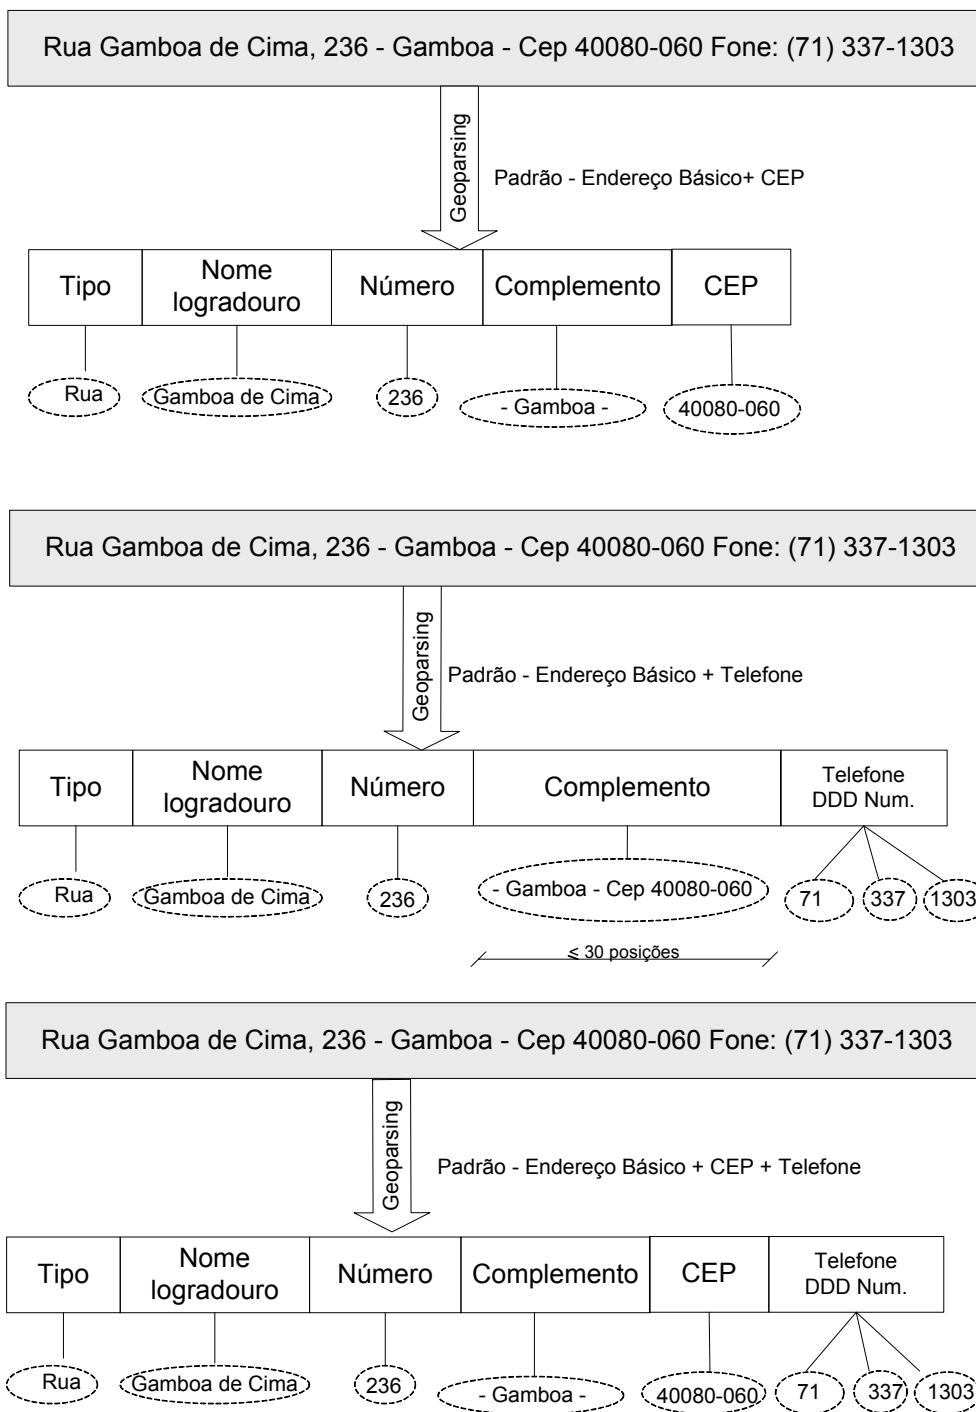 Rua Gamboa de Cima, 236 - Gamboa - Cep 40080-060 Fone: (71) 337-1303
Geoparsing
Padrão - Endereço Básico+ CEP
Tipo
Nome
logradouro
Número
Complemento
CEP
Rua
Gamboa de Cima
236
- Gamboa -
40080-060
Rua Gamboa de Cima, 236 - Gamboa - Cep 40080-060 Fone: (71) 337-1303
Geoparsing
Padrão - Endereço Básico + Telefone
Tipo
Nome
logradouro
Número
Complemento
Telefone
DDD Num.
Rua
Gamboa de Cima
236
- Gamboa - Cep 40080-060
71
337
1303
≤ 30 posições
Rua Gamboa de Cima, 236 - Gamboa - Cep 40080-060 Fone: (71) 337-1303
Geoparsing
Padrão - Endereço Básico + CEP + Telefone
Tipo
Nome
logradouro
Número
Complemento
CEP
Telefone
DDD Num.
Rua
Gamboa de Cima
236
- Gamboa -
40080-060
71
337
1303